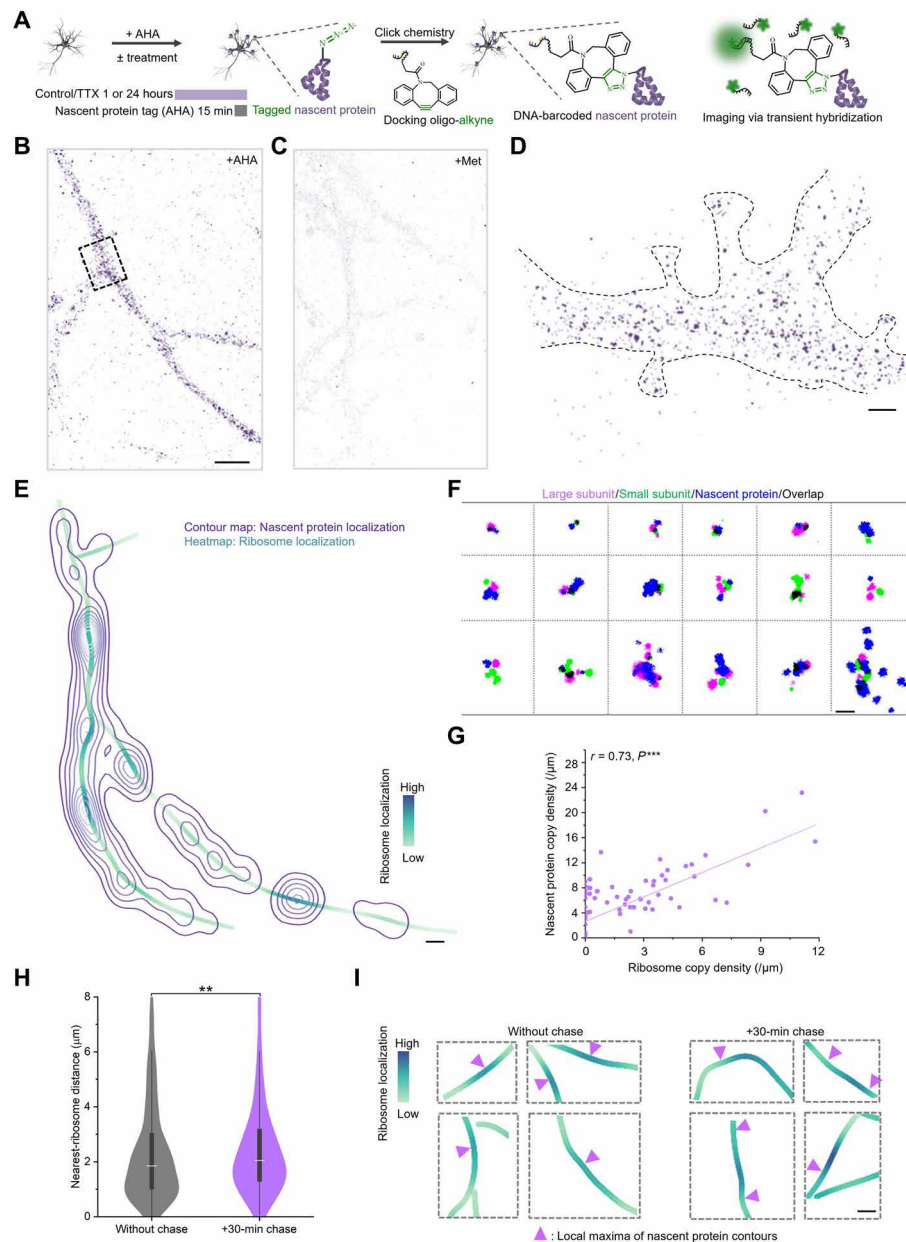 A
+ AHA
± treatment
Control/TTX 1 or 24 hours
Nascent protein tag (AHA) 15 min
N=N=N
Tagged nascent protein
Click chemistry
Docking oligo-alkyne
DNA-barcoded nascent protein
Imaging via transient hybridization
B
+AHA
C
+Met
D
E
Contour map: Nascent protein localization
Heatmap: Ribosome localization
Ribosome localization
High
Low
F
Large subunit/Small subunit/Nascent protein/Overlap
G
r = 0.73, P***
Nascent protein copy density (/μm)
28
24
20
16
12
8
4
0
0
3
6
9
12
Ribosome copy density (/μm)
H
**
Nearest-ribosome distance (μm)
8
6
4
2
0
Without chase
+30-min chase
I
Ribosome localization
High
Low
Without chase
+30-min chase
: Local maxima of nascent protein contours